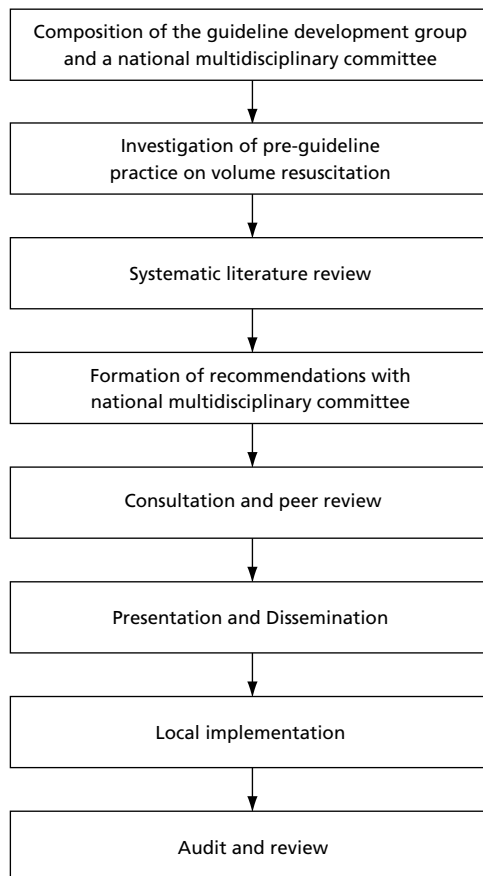 Composition of the guideline development group
and a national multidisciplinary committee
Investigation of pre-guideline
practice on volume resuscitation
Systematic literature review
Formation of recommendations with
national multidisciplinary committee
Consultation and peer review
Presentation and Dissemination
Local implementation
Audit and review